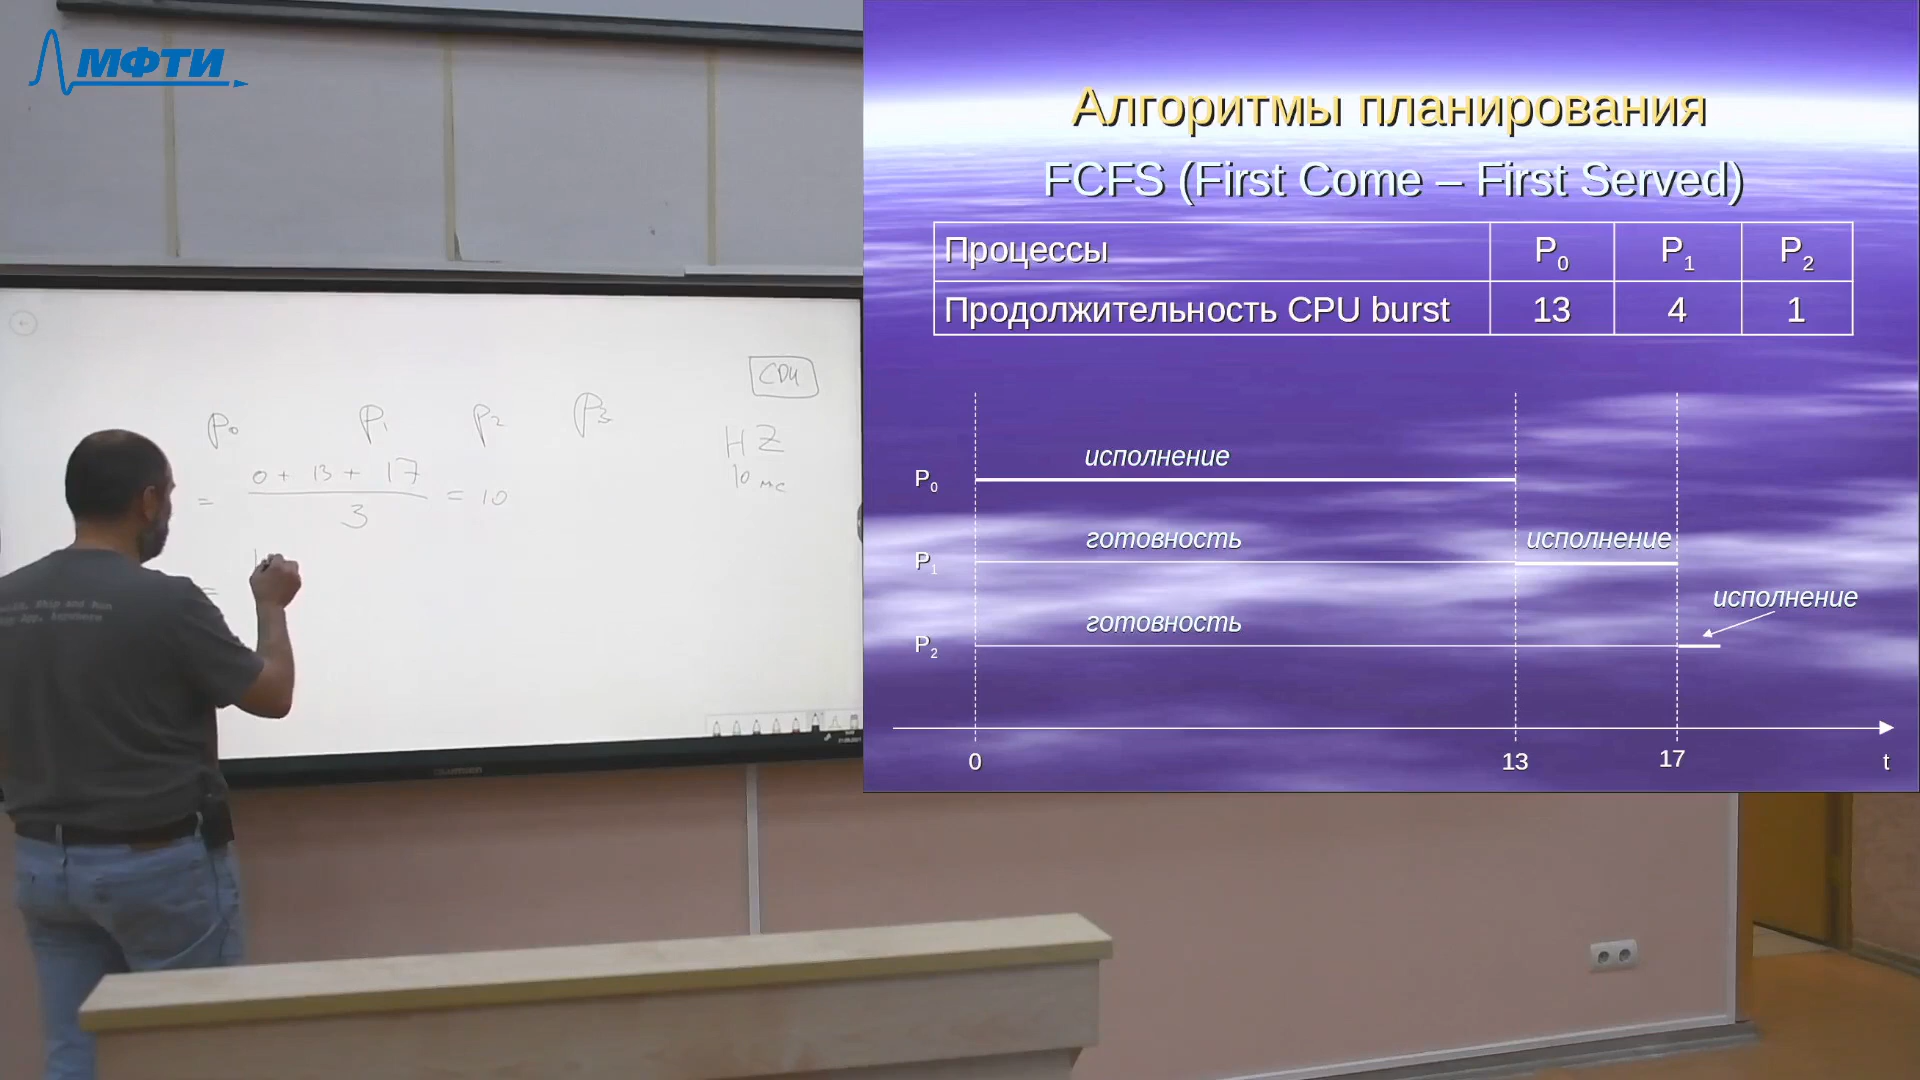 МФТИ
CPU
P0 P1 P2 P3
HZ
10 мс
= 0 + 13 + 17 / 3 = 10
=
Алгоритмы планирования
FCFS (First Come – First Served)
Процессы P0 P1 P2
Продолжительность CPU burst 13 4 1
исполнение
P0
готовность исполнение
P1
исполнение
готовность
P2
0 13 17 t